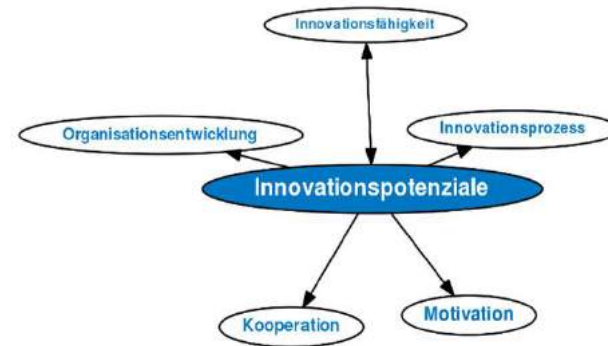 Innovationsfähigkeit
Organisationsentwicklung
Innovationsprozess
Innovationspotenziale
Kooperation
Motivation